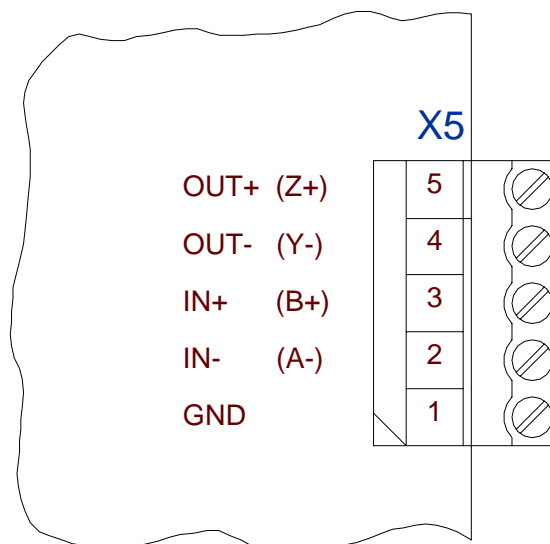 X5
OUT+ (Z+) 5
OUT- (Y-) 4
IN+ (B+) 3
IN- (A-) 2
GND 1